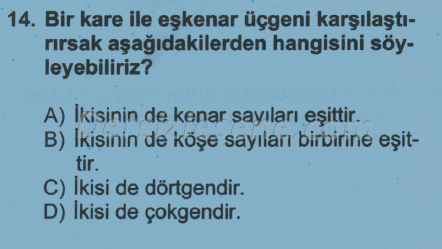 14. Bir kare ile eşkenar üçgeni karşılaştı-
rırsak aşağıdakilerden hangisini söy-
leyebiliriz?
A) İkisinin de kenar sayıları eşittir.
B) İkisinin de köşe sayıları birbirine eşit-
tir.
C) İkisi de dörtgendir.
D) İkisi de çokgendir.